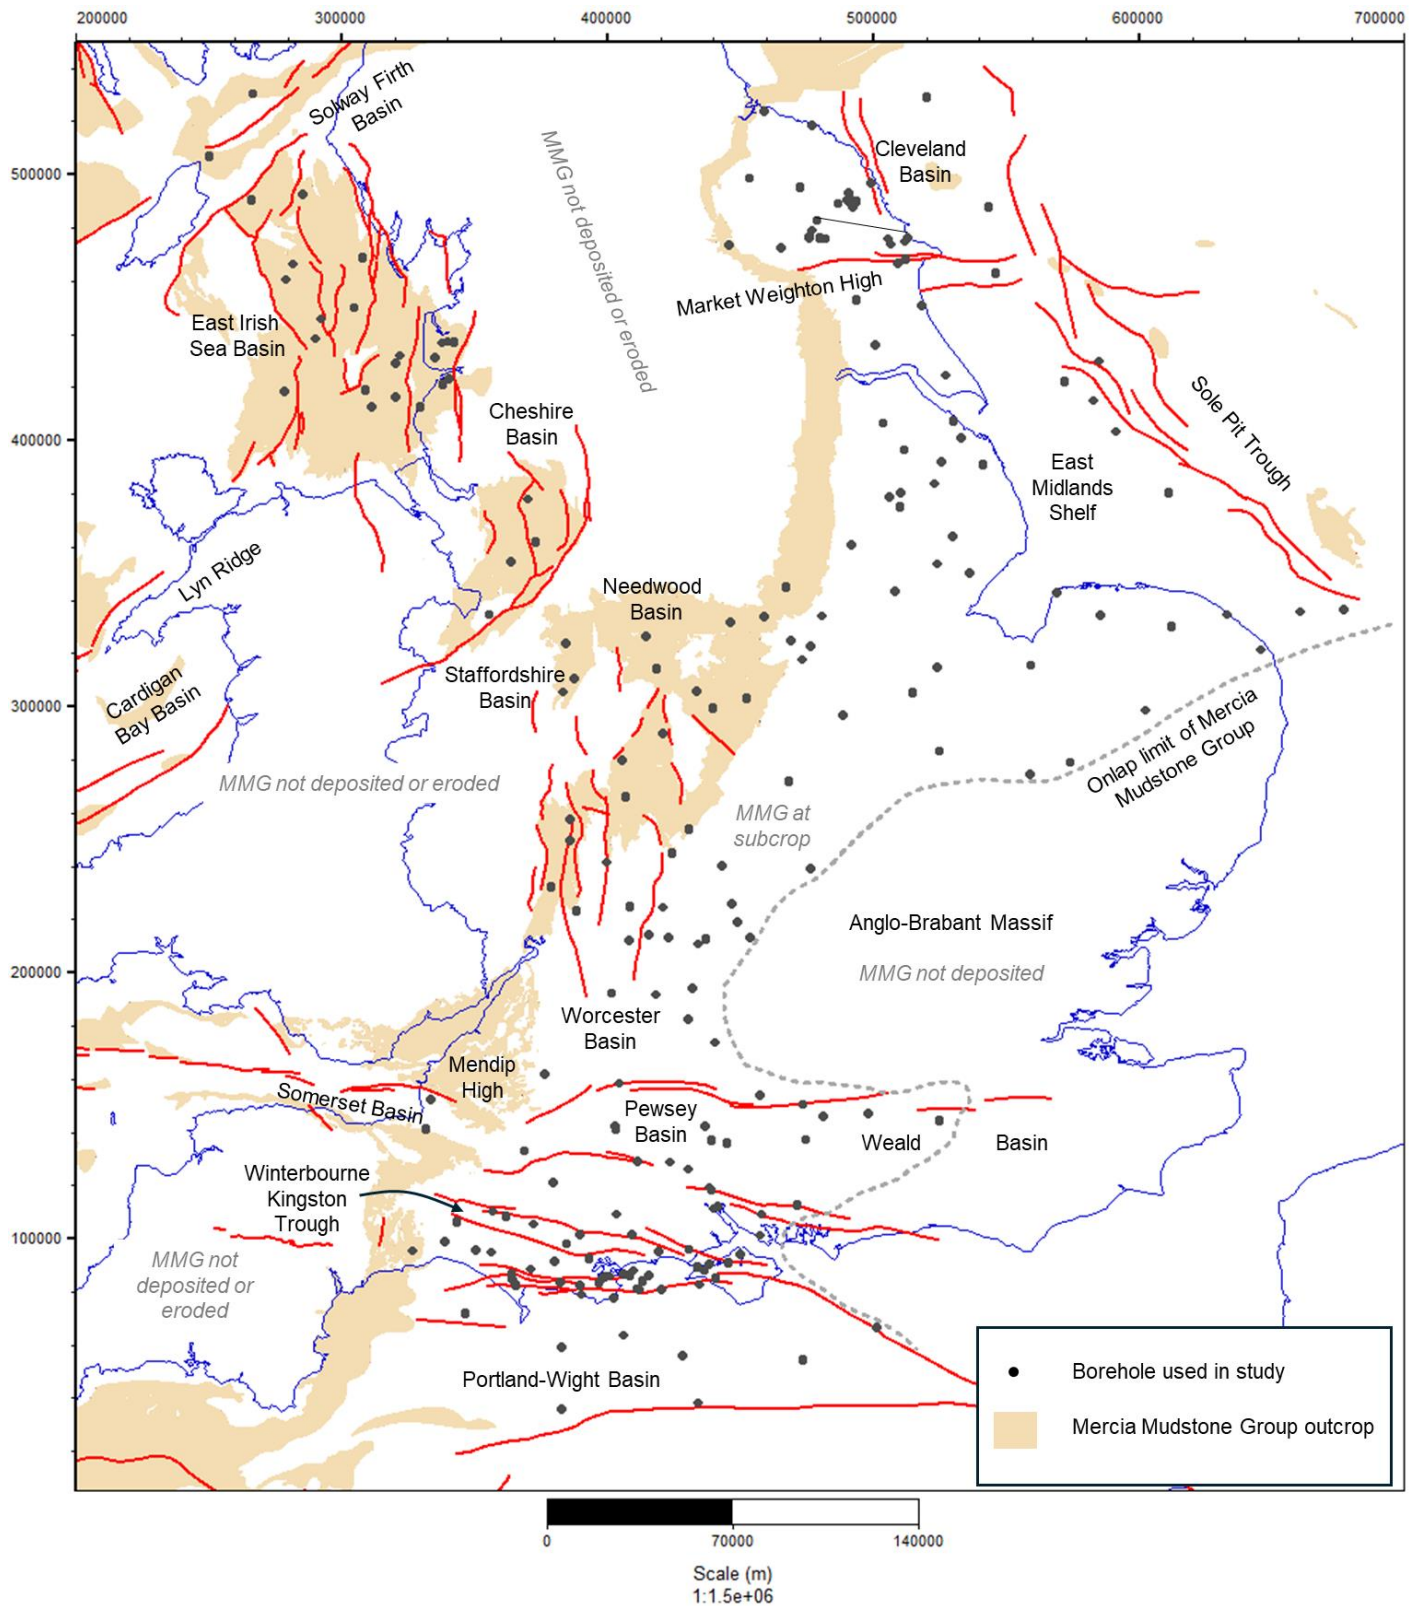 200000
300000
400000
500000
600000
700000
500000
400000
300000
200000
100000
Solway Firth
Basin
MMG not deposited or eroded
Cleveland
Basin
Market Weighton High
East Irish
Sea Basin
Cheshire
Basin
Sole Pit Trough
East
Midlands
Shelf
Lyn Ridge
Needwood
Basin
Staffordshire
Basin
Cardigan
Bay Basin
MMG not deposited or eroded
Onlap limit of Mercia
Mudstone Group
MMG at
subcrop
Anglo-Brabant Massif
MMG not deposited
Worcester
Basin
Mendip
High
Somerset Basin
Pewsey
Basin
Weald
Basin
Winterbourne
Kingston
Trough
MMG not
deposited or
eroded
Portland-Wight Basin
Borehole used in study
Mercia Mudstone Group outcrop
0
70000
140000
Scale (m)
1:1.5e+06